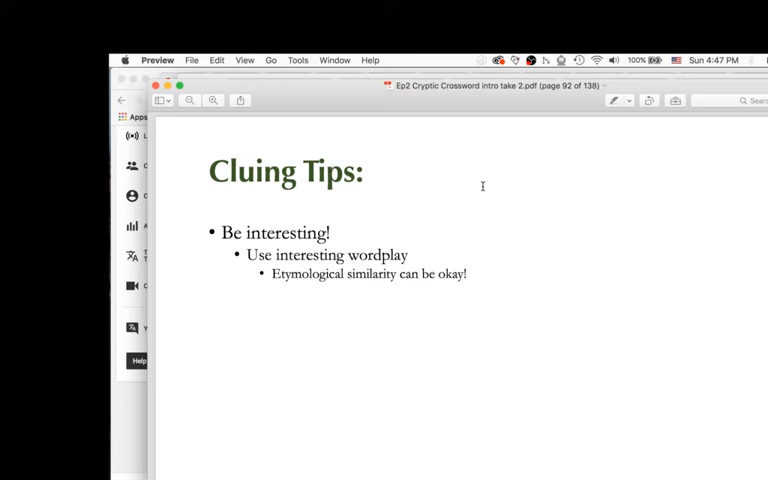 Preview File Edit View Go Tools Window Help 100% Sun 4:47 PM
Ep2 Cryptic Crossword intro take 2.pdf (page 92 of 138)
Apps
Help
Cluing Tips:
• Be interesting!
• Use interesting wordplay
• Etymological similarity can be okay!